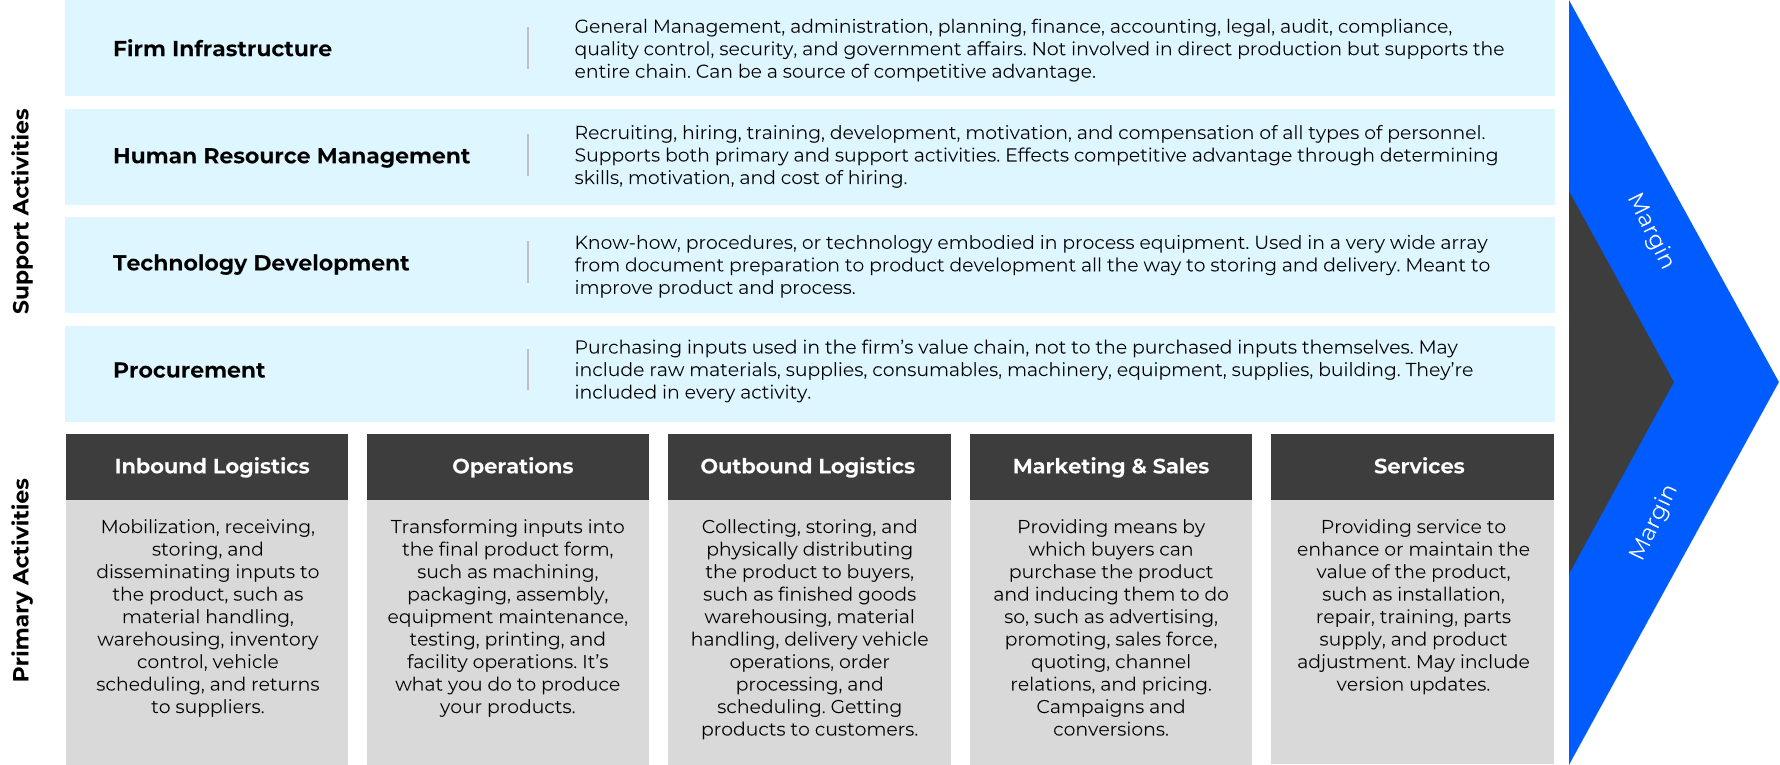 Support Activities
Firm Infrastructure
General Management, administration, planning, finance, accounting, legal, audit, compliance,
quality control, security, and government affairs. Not involved in direct production but supports the
entire chain. Can be a source of competitive advantage.
Human Resource Management
Recruiting, hiring, training, development, motivation, and compensation of all types of personnel.
Supports both primary and support activities. Effects competitive advantage through determining
skills, motivation, and cost of hiring.
Technology Development
Know-how, procedures, or technology embodied in process equipment. Used in a very wide array
from document preparation to product development all the way to storing and delivery. Meant to
improve product and process.
Procurement
Purchasing inputs used in the firm’s value chain, not to the purchased inputs themselves. May
include raw materials, supplies, consumables, machinery, equipment, supplies, building. They’re
included in every activity.
Primary Activities
Inbound Logistics
Mobilization, receiving,
storing, and
disseminating inputs to
the product, such as
material handling,
warehousing, inventory
control, vehicle
scheduling, and returns
to suppliers.
Operations
Transforming inputs into
the final product form,
such as machining,
packaging, assembly,
equipment maintenance,
testing, printing, and
facility operations. It’s
what you do to produce
your products.
Outbound Logistics
Collecting, storing, and
physically distributing
the product to buyers,
such as finished goods
warehousing, material
handling, delivery vehicle
operations, order
processing, and
scheduling. Getting
products to customers.
Marketing & Sales
Providing means by
which buyers can
purchase the product
and inducing them to do
so, such as advertising,
promoting, sales force,
quoting, channel
relations, and pricing.
Campaigns and
conversions.
Services
Providing service to
enhance or maintain the
value of the product,
such as installation,
repair, training, parts
supply, and product
adjustment. May include
version updates.
Margin
Margin